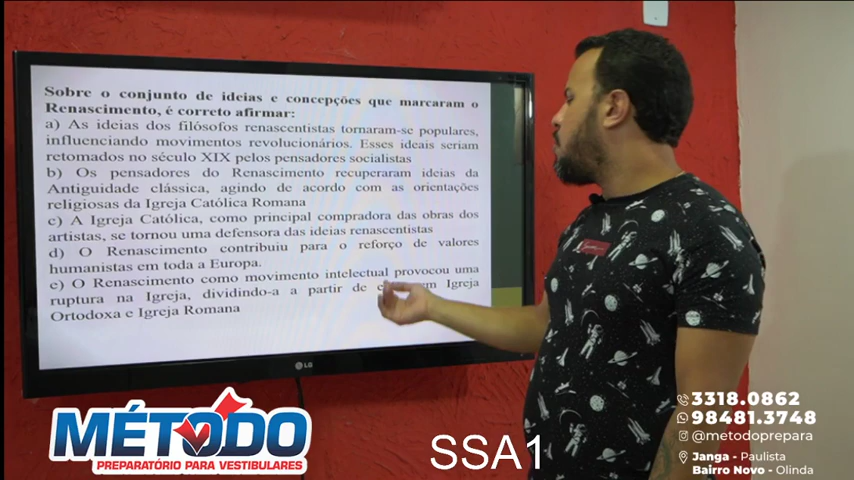 Sobre o conjunto de ideias e concepções que marcaram o
Renascimento, é correto afirmar:
a) As ideias dos filósofos renascentistas tornaram-se populares,
influenciando movimentos revolucionários. Esses ideais seriam
retomados no século XIX pelos pensadores socialistas
b) Os pensadores do Renascimento recuperaram ideias da
Antiguidade clássica, agindo de acordo com as orientações
religiosas da Igreja Católica Romana
c) A Igreja Católica, como principal compradora das obras dos
artistas, se tornou uma defensora das ideias renascentistas
d) O Renascimento contribuiu para o reforço de valores
humanistas em toda a Europa.
e) O Renascimento como movimento intelectual provocou uma
ruptura na Igreja, dividindo-a a partir de Igreja
Ortodoxa e Igreja Romana
LG
MÉTODO
PREPARATÓRIO PARA VESTIBULARES
SSA1
3318.0862
98481.3748
@metodoprepara
Janga - Paulista
Bairro Novo - Olinda